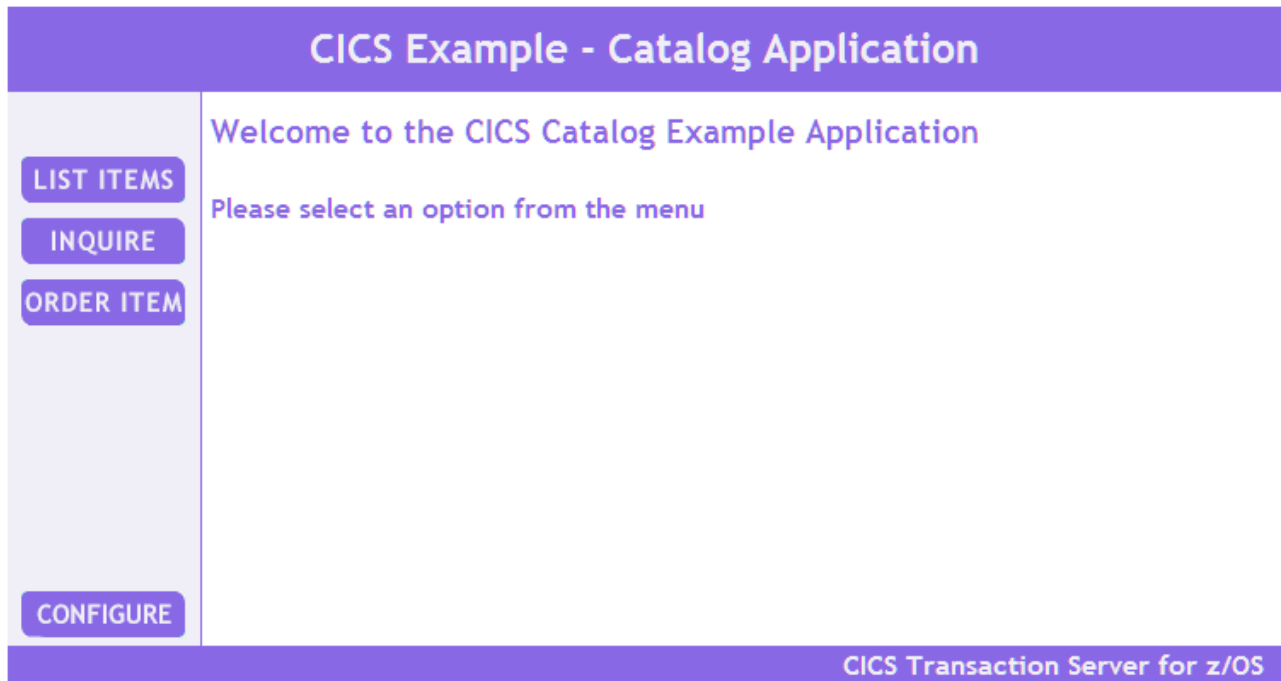 CICS Example - Catalog Application
Welcome to the CICS Catalog Example Application
Please select an option from the menu
LIST ITEMS
INQUIRE
ORDER ITEM
CONFIGURE
CICS Transaction Server for z/OS